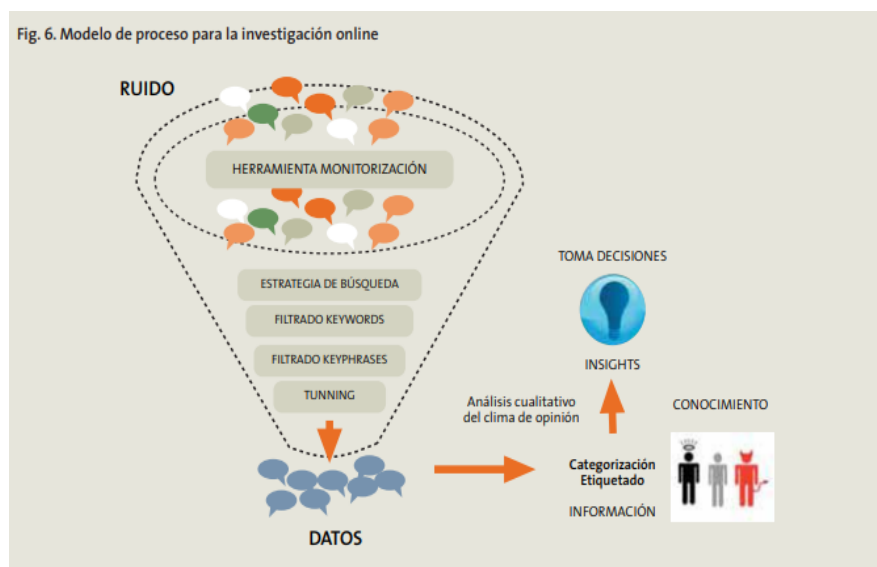 Fig. 6. Modelo de proceso para la investigación online
RUIDO
HERRAMIENTA MONITORIZACIÓN
ESTRATEGIA DE BÚSQUEDA
FILTRADO KEYWORDS
FILTRADO KEYPHRASES
TUNNING
DATOS
Categorización
Etiquetado
INFORMACIÓN
CONOCIMIENTO
Análisis cualitativo
del clima de opinión
INSIGHTS
TOMA DECISIONES